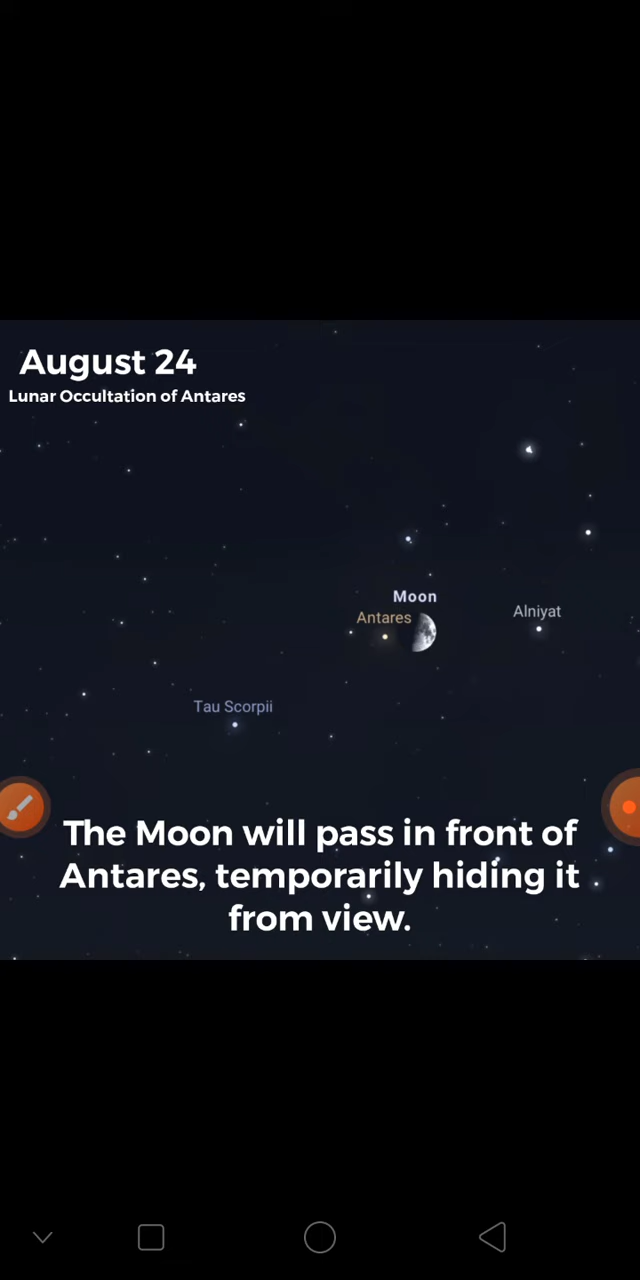 August 24
Lunar Occultation of Antares
Moon
Antares
Alniyat
Tau Scorpii
The Moon will pass in front of
Antares, temporarily hiding it
from view.